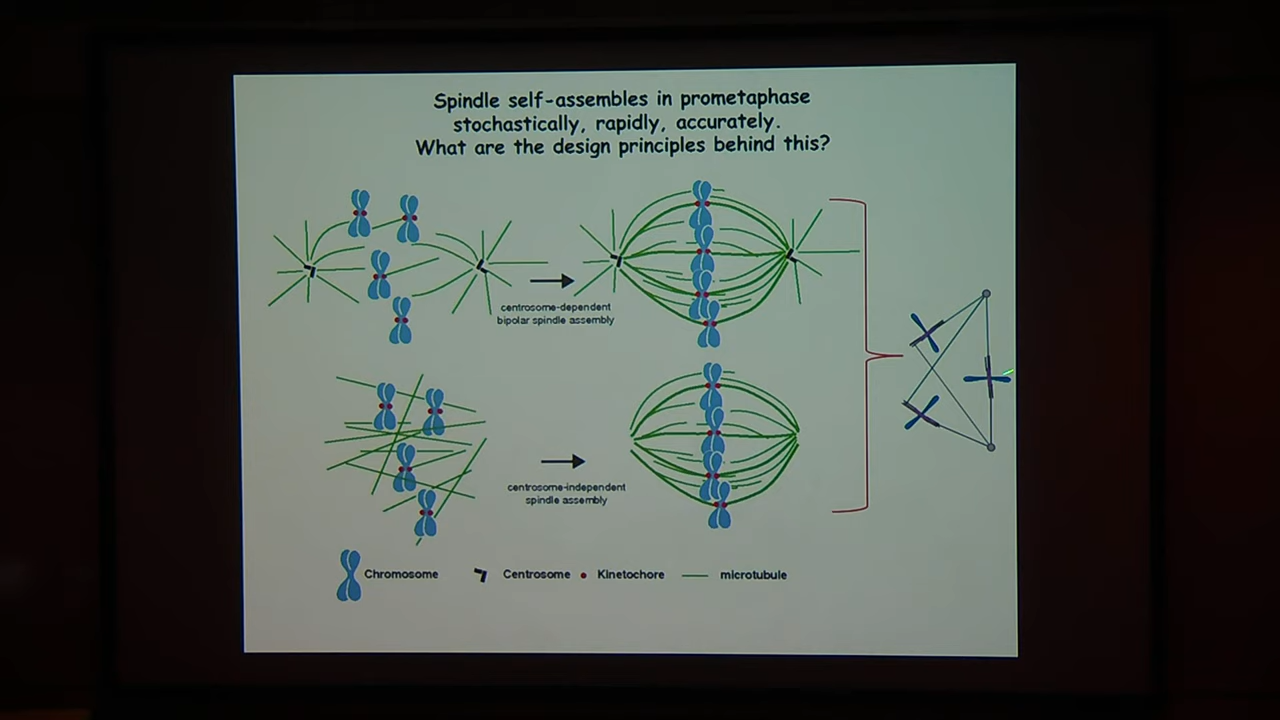 Spindle self-assembles in prometaphase
stochastically, rapidly, accurately.
What are the design principles behind this?
centrosome-dependent
bipolar spindle assembly
centrosome-independent
spindle assembly
Chromosome
Centrosome
Kinetochore
microtubule